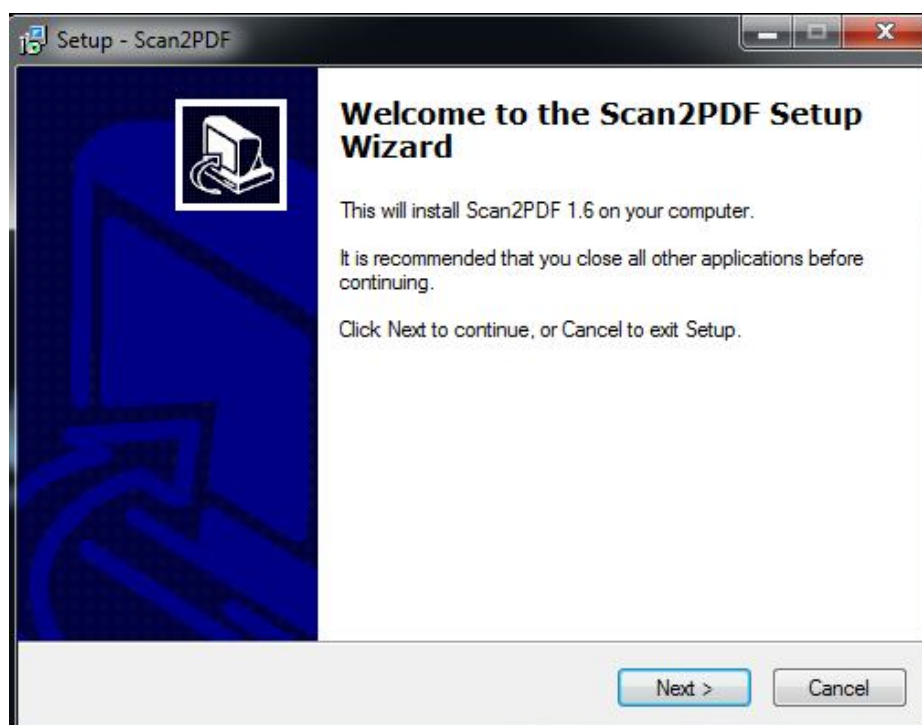 Setup - Scan2PDF
Welcome to the Scan2PDF Setup
Wizard
This will install Scan2PDF 1.6 on your computer.
It is recommended that you close all other applications before
continuing.
Click Next to continue, or Cancel to exit Setup.
Next >
Cancel